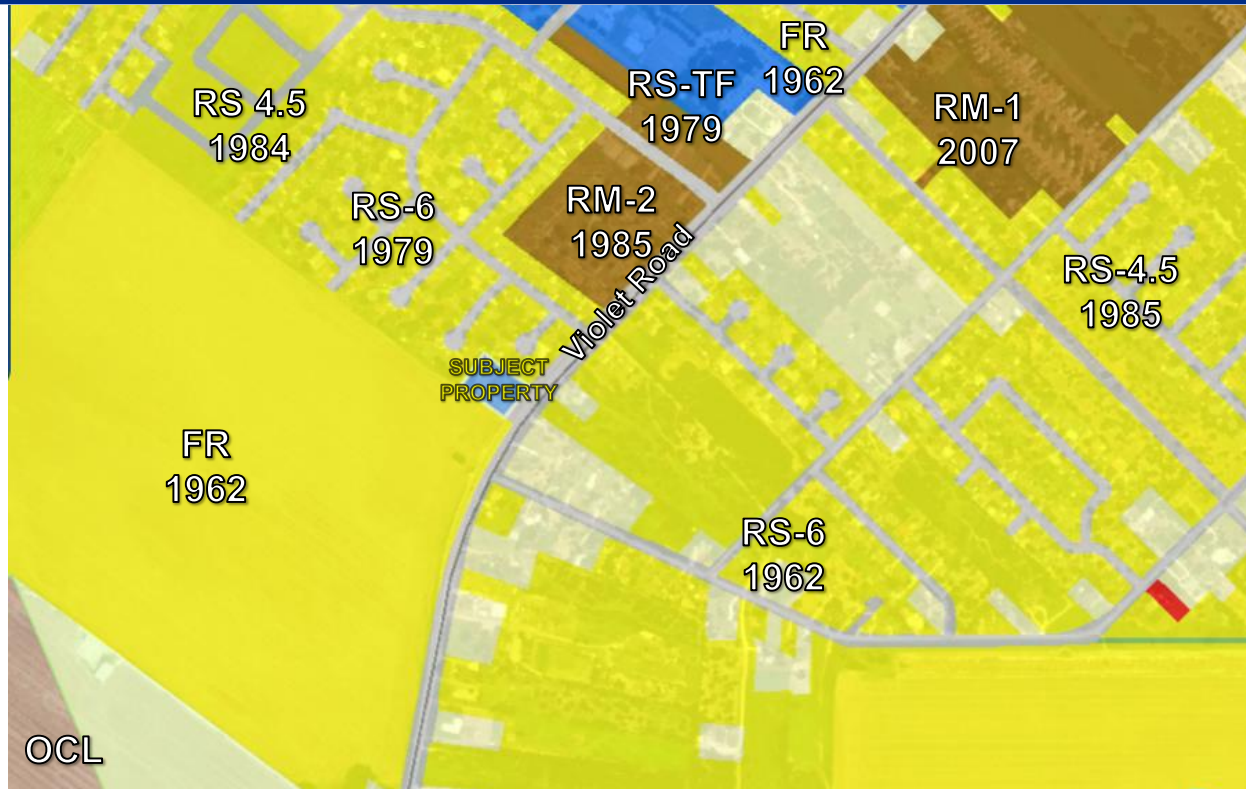 FR
1962
RS-TF
1979
RS 4.5
1984
RM-1
2007
RS-6
1979
RM-2
1985
Violet Road
RS-4.5
1985
SUBJECT
PROPERTY
FR
1962
RS-6
1962
OCL